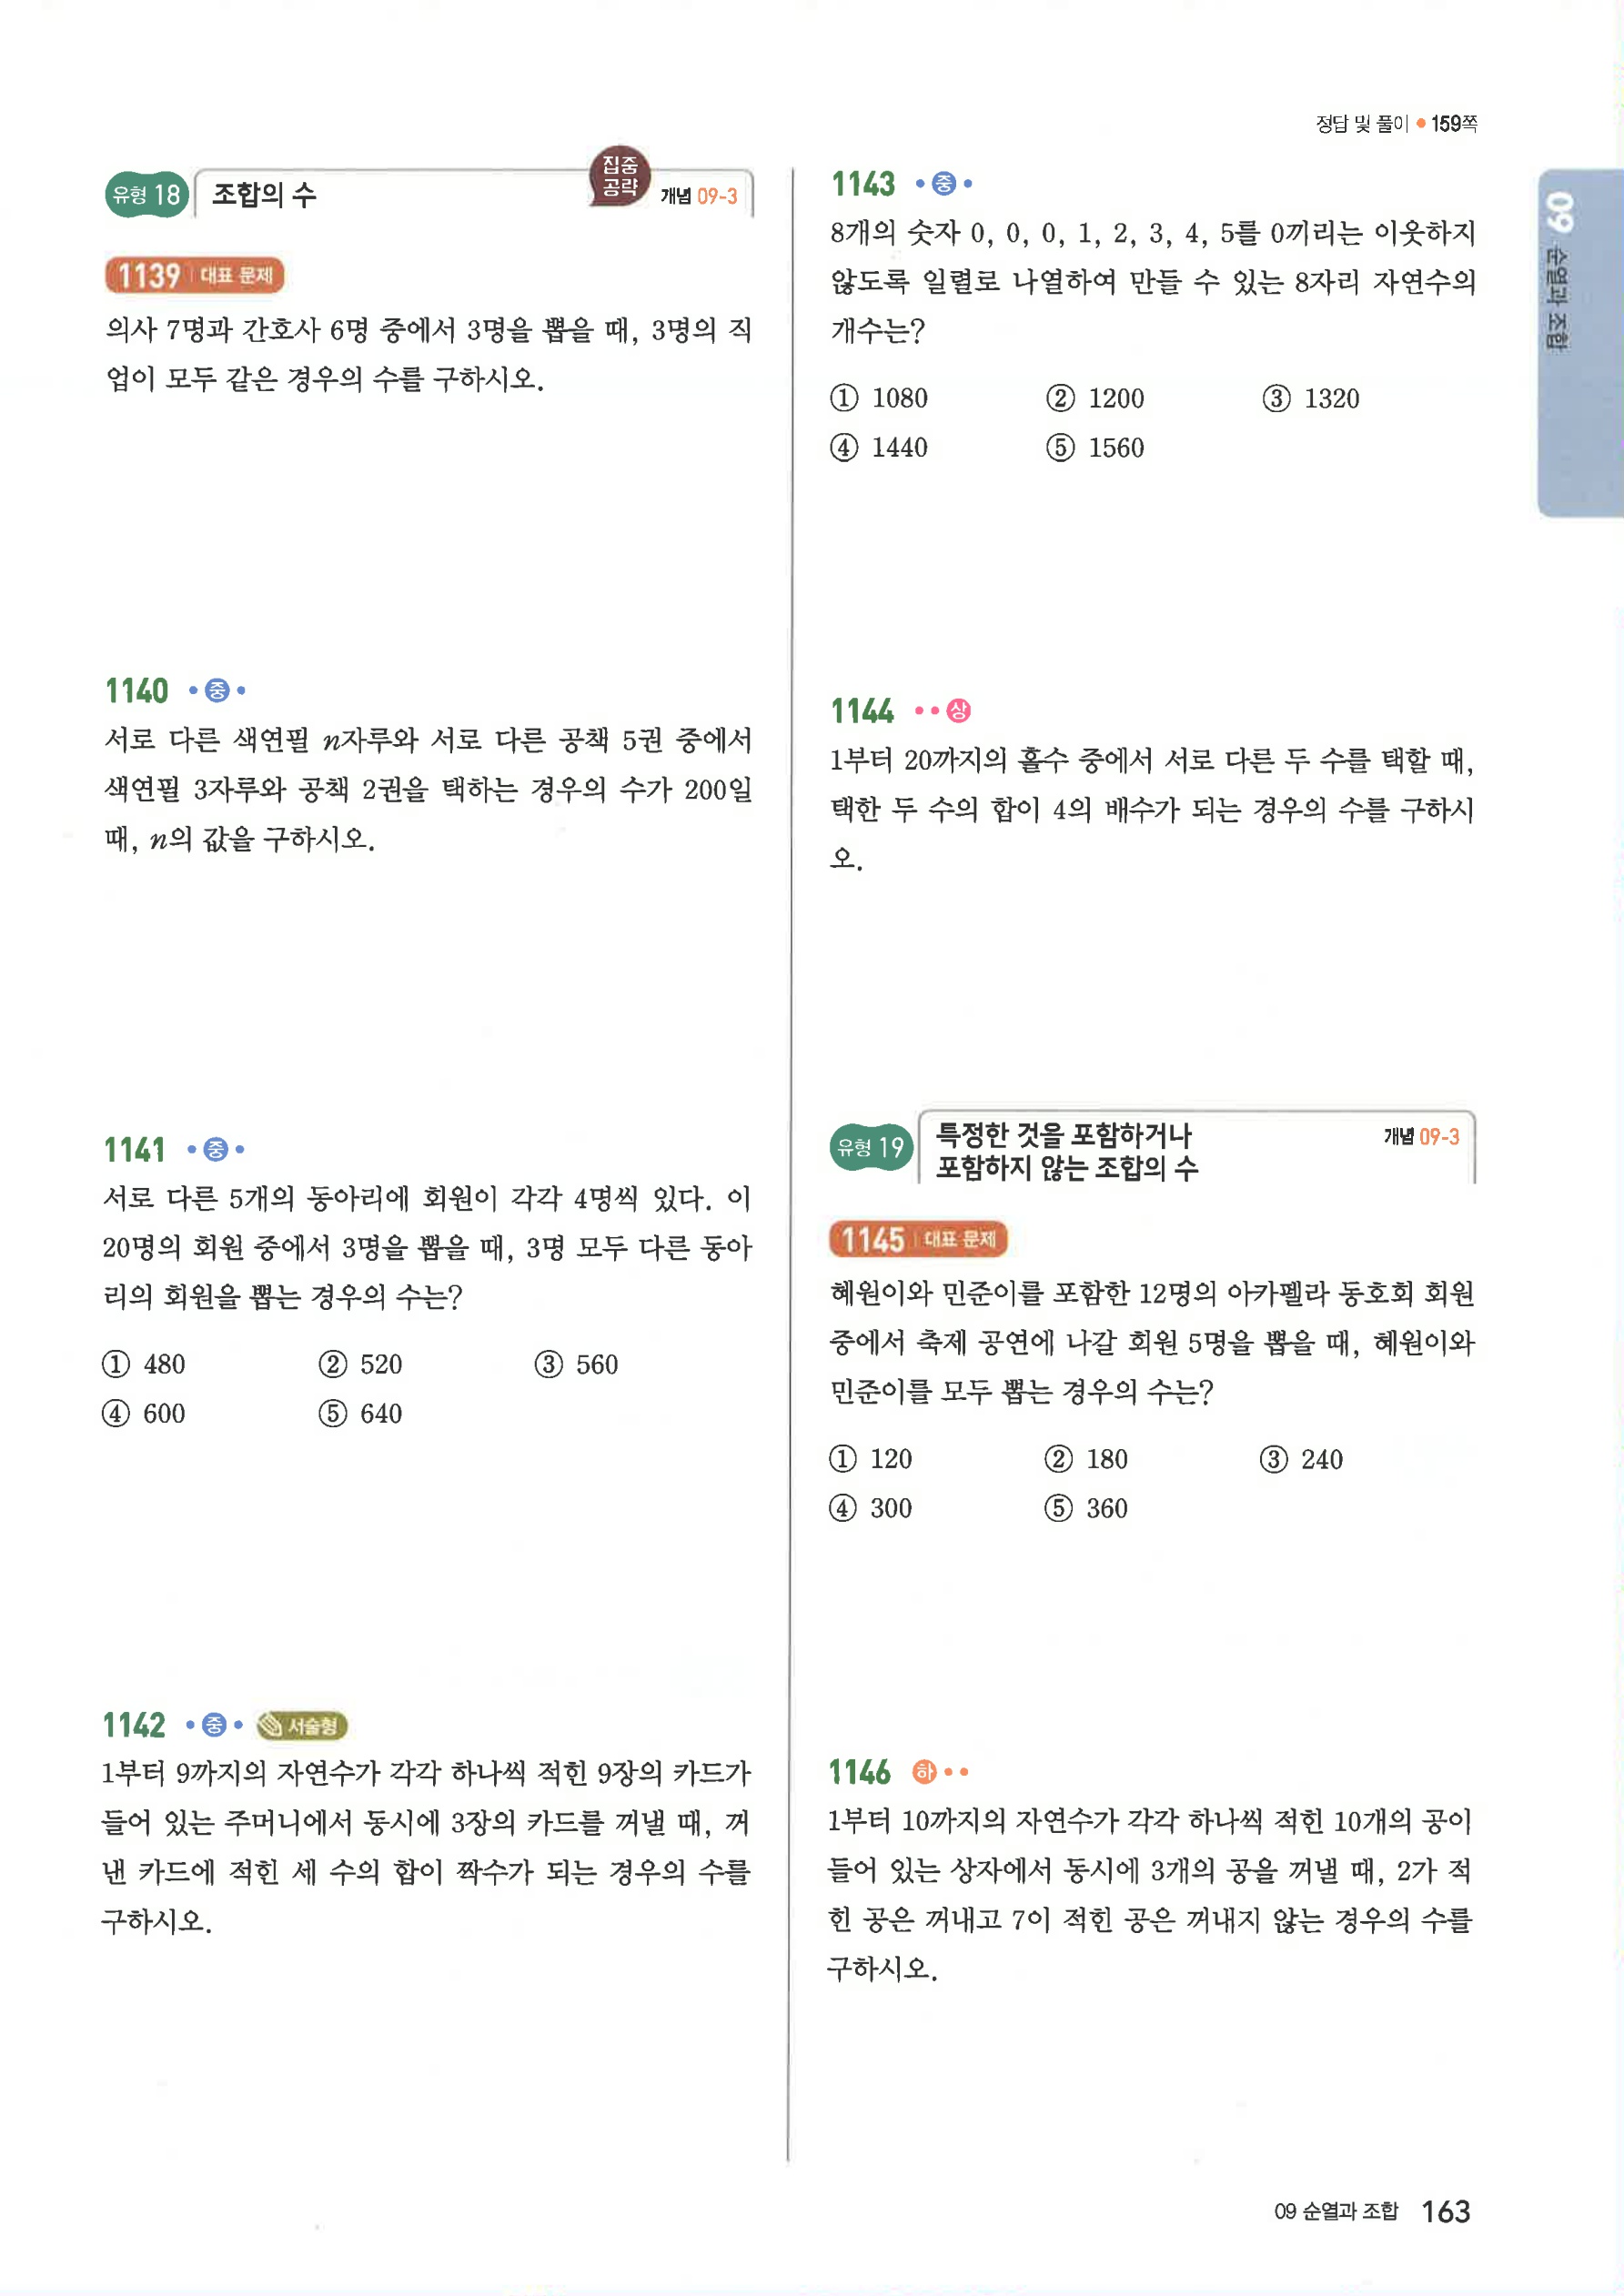 정답 및 풀이 ● 159쪽
유형 18 조합의 수 집중 공략 개념 09-3
1139 대표 문제
의사 7명과 간호사 6명 중에서 3명을 뽑을 때, 3명의 직
업이 모두 같은 경우의 수를 구하시오.
1140 •중•
서로 다른 색연필 n자루와 서로 다른 공책 5권 중에서
색연필 3자루와 공책 2권을 택하는 경우의 수가 200일
때, n의 값을 구하시오.
1141 •중•
서로 다른 5개의 동아리에 회원이 각각 4명씩 있다. 이
20명의 회원 중에서 3명을 뽑을 때, 3명 모두 다른 동아
리의 회원을 뽑는 경우의 수는?
① 480 ② 520 ③ 560
④ 600 ⑤ 640
1142 •중• 서술형
1부터 9까지의 자연수가 각각 하나씩 적힌 9장의 카드가
들어 있는 주머니에서 동시에 3장의 카드를 꺼낼 때, 꺼
낸 카드에 적힌 세 수의 합이 짝수가 되는 경우의 수를
구하시오.
1143 •중•
8개의 숫자 0, 0, 0, 1, 2, 3, 4, 5를 0끼리는 이웃하지
않도록 일렬로 나열하여 만들 수 있는 8자리 자연수의
개수는?
① 1080 ② 1200 ③ 1320
④ 1440 ⑤ 1560
1144 ••상
1부터 20까지의 홀수 중에서 서로 다른 두 수를 택할 때,
택한 두 수의 합이 4의 배수가 되는 경우의 수를 구하시
오.
유형 19 특정한 것을 포함하거나 개념 09-3
포함하지 않는 조합의 수
1145 대표 문제
혜원이와 민준이를 포함한 12명의 아카펠라 동호회 회원
중에서 축제 공연에 나갈 회원 5명을 뽑을 때, 혜원이와
민준이를 모두 뽑는 경우의 수는?
① 120 ② 180 ③ 240
④ 300 ⑤ 360
1146 하••
1부터 10까지의 자연수가 각각 하나씩 적힌 10개의 공이
들어 있는 상자에서 동시에 3개의 공을 꺼낼 때, 2가 적
힌 공은 꺼내고 7이 적힌 공은 꺼내지 않는 경우의 수를
구하시오.
09 순열과 조합
09 순열과 조합 163